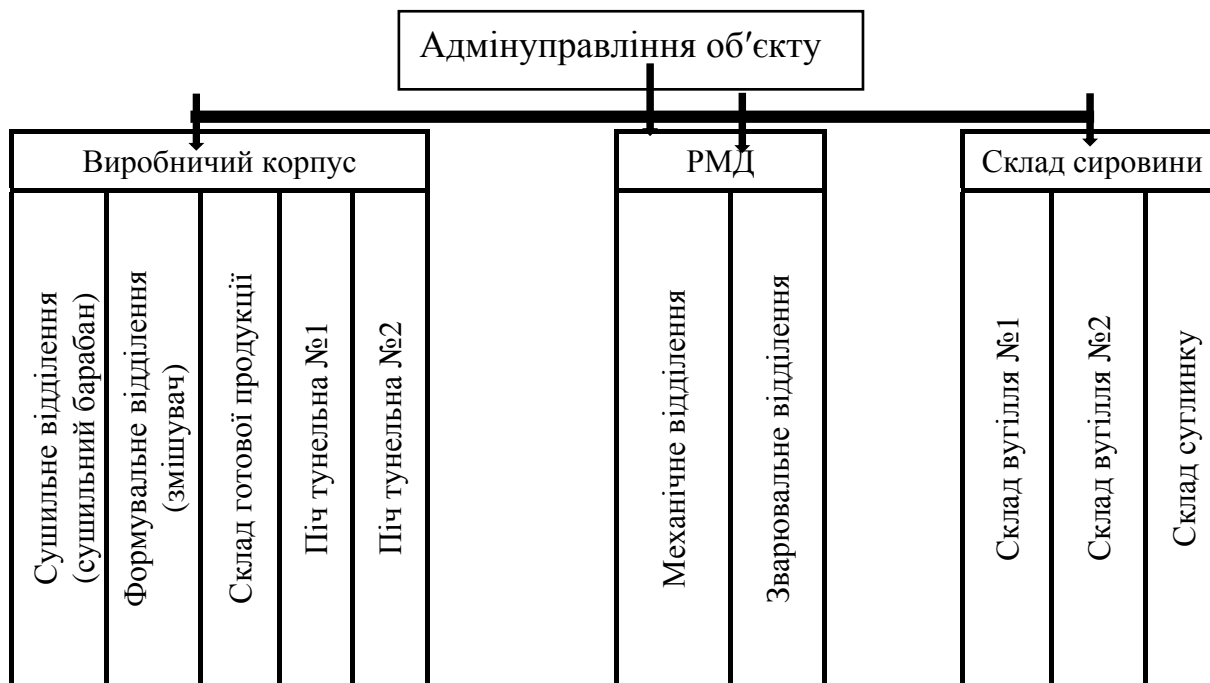 Адмінуправління об′єкту
Виробничий корпус
РМД
Склад сировини
Сушильне відділення
(сушильний барабан)
Формувальне відділення
(змішувач)
Склад готової продукції
Піч тунельна №1
Піч тунельна №2
Механічне відділення
Зварювальне відділення
Склад вугілля №1
Склад вугілля №2
Склад суглинку